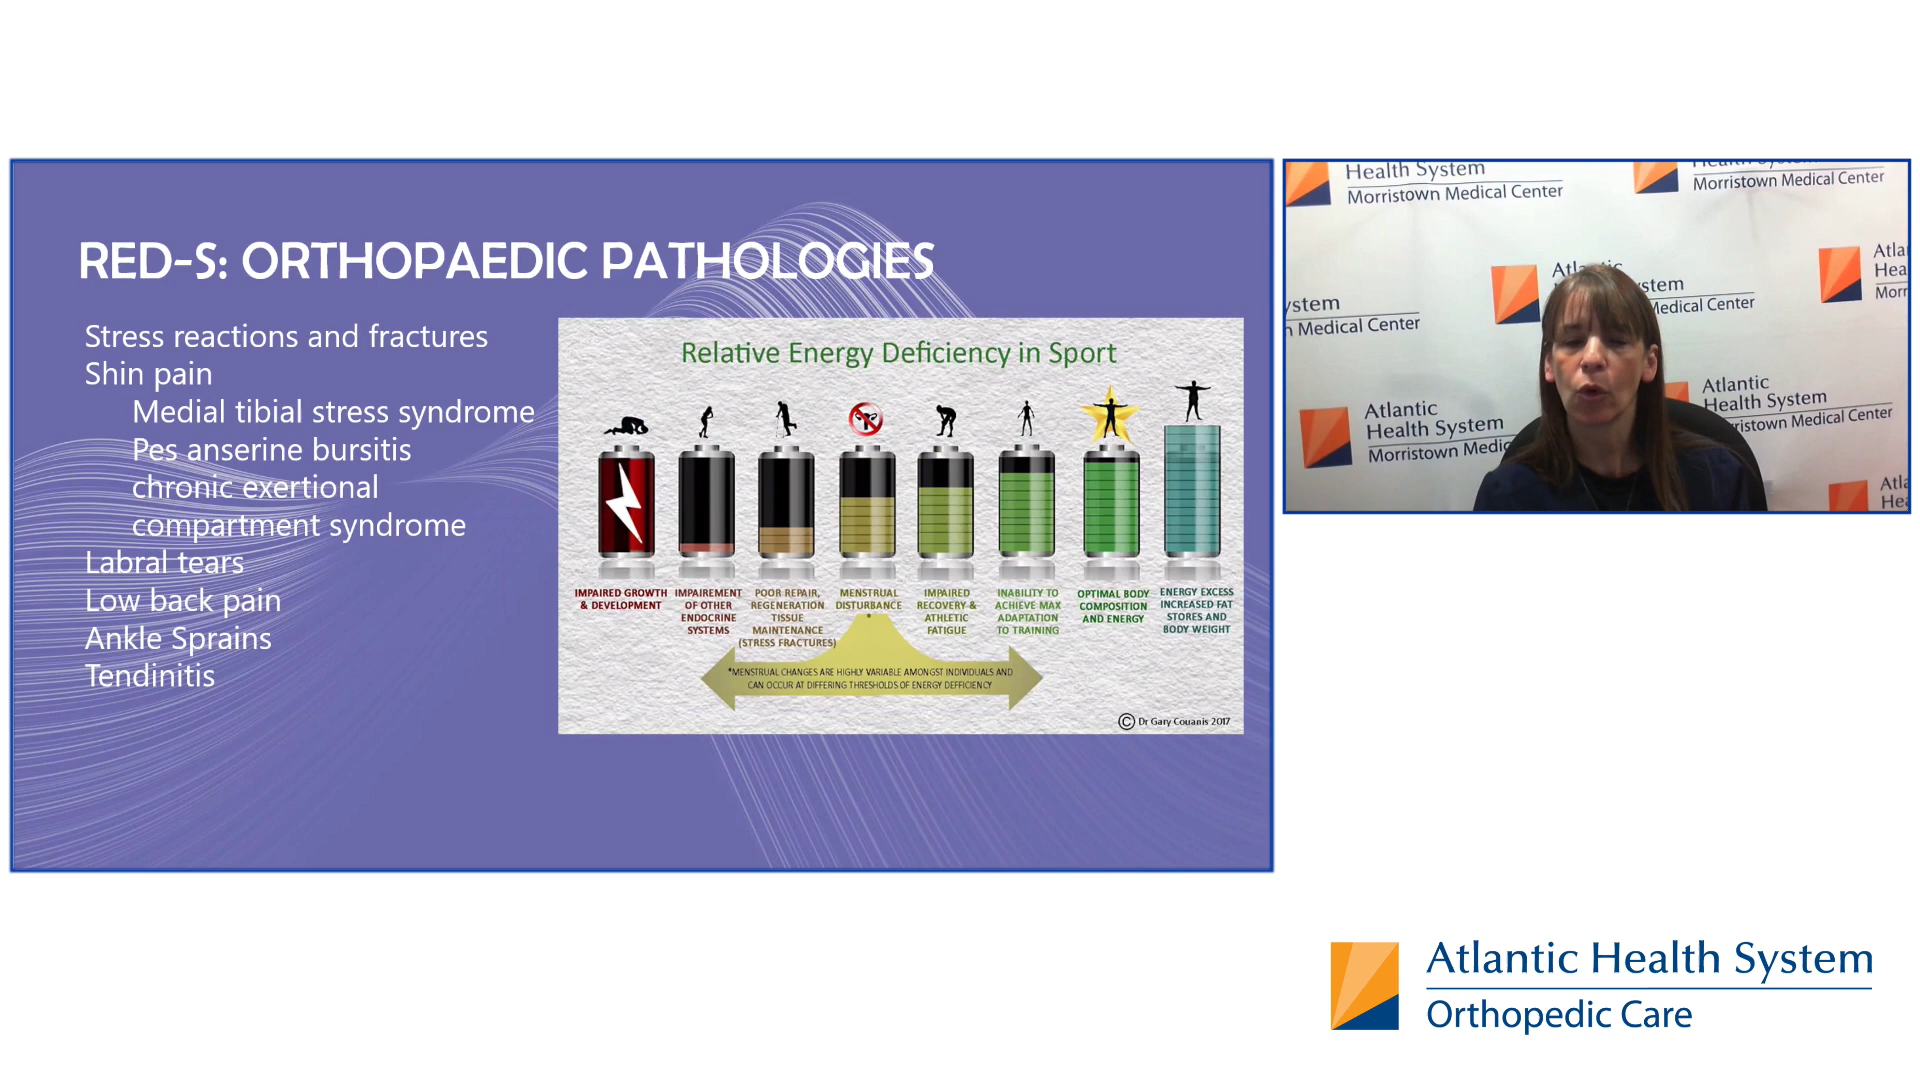 RED-S: ORTHOPAEDIC PATHOLOGIES
Stress reactions and fractures
Shin pain
Medial tibial stress syndrome
Pes anserine bursitis
chronic exertional
compartment syndrome
Labral tears
Low back pain
Ankle Sprains
Tendinitis
Relative Energy Deficiency in Sport
IMPAIRED GROWTH
& DEVELOPMENT
IMPAIREMENT
OF OTHER
ENDOCRINE
SYSTEMS
POOR REPAIR,
REGENERATION
TISSUE
MAINTENANCE
(STRESS FRACTURES)
MENSTRUAL
DISTURBANCE
*
IMPAIRED
RECOVERY &
ATHLETIC
FATIGUE
INABILITY TO
ACHIEVE MAX
ADAPTATION
TO TRAINING
OPTIMAL BODY
COMPOSITION
AND ENERGY
ENERGY EXCESS
INCREASED FAT
STORES AND
BODY WEIGHT
*MENSTRUAL CHANGES ARE HIGHLY VARIABLE AMONGST INDIVIDUALS AND
CAN OCCUR AT DIFFERING THRESHOLDS OF ENERGY DEFFICIENCY
© Dr Gary Couanis 2017
Health System
Morristown Medical Center
Health System
Morristown Medical Center
Medical Center
Medical Center
Atlantic
Health System
Morristown
Atlantic
Health System
Medical Center
Atlantic Health System
Orthopedic Care